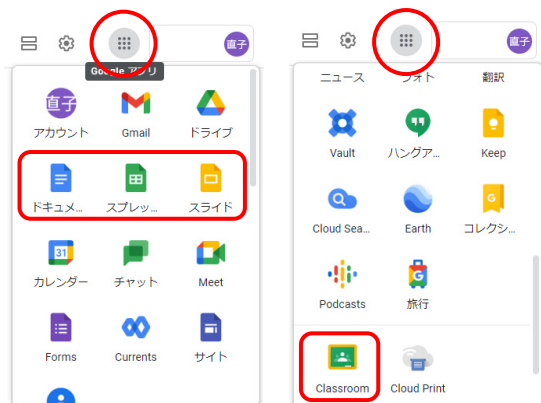 直子
Google アプリ
直子
アカウント
Gmail
ドライブ
ドキュメ...
スプレッ...
スライド
31
カレンダー
チャット
Meet
Forms
Currents
サイト
直子
ニュース
フォト
翻訳
Vault
ハングア...
Keep
Cloud Sea...
Earth
コレクシ...
Podcasts
旅行
Classroom
Cloud Print